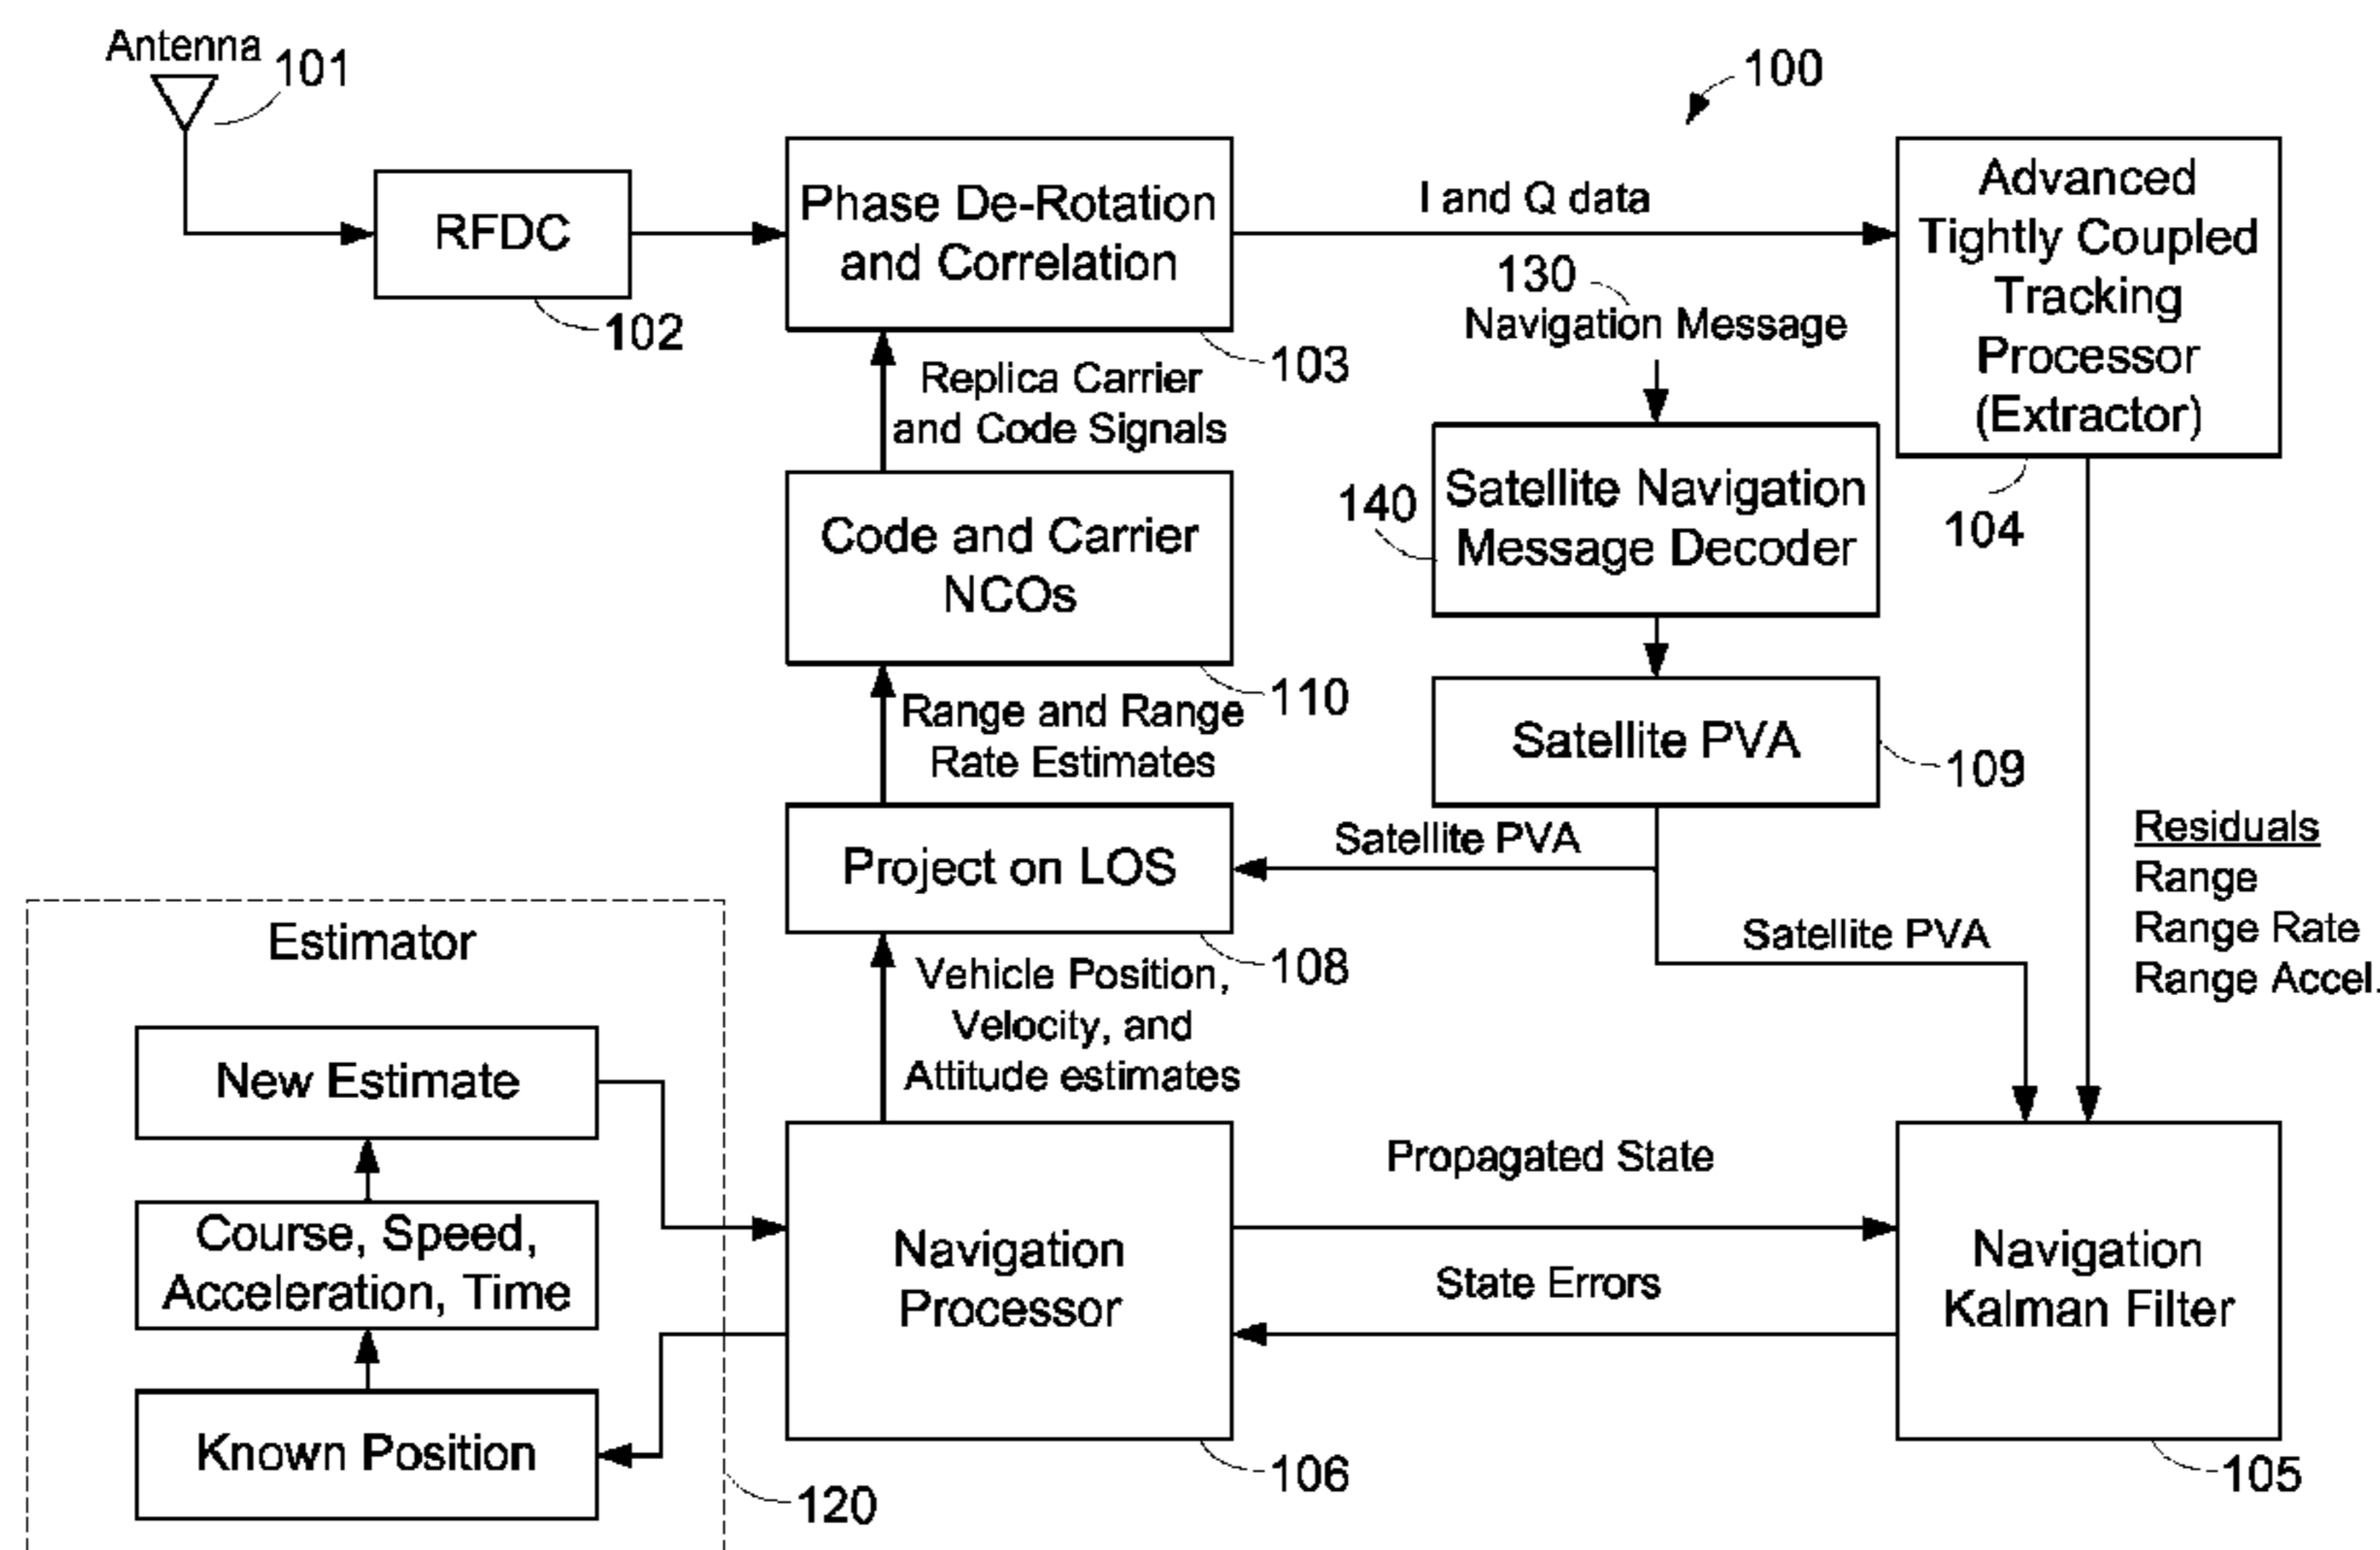 Antenna
101
100
RFDC
102
Phase De-Rotation
and Correlation
103
I and Q data
130
Navigation Message
Advanced
Tightly Coupled
Tracking
Processor
(Extractor)
104
Replica Carrier
and Code Signals
Code and Carrier
NCOs
110
140
Satellite Navigation
Message Decoder
Satellite PVA
109
Range and Range
Rate Estimates
Project on LOS
108
Satellite PVA
Satellite PVA
Residuals
Range
Range Rate
Range Accel.
Vehicle Position,
Velocity, and
Attitude estimates
Estimator
New Estimate
Course, Speed,
Acceleration, Time
Known Position
120
Navigation
Processor
106
Propagated State
State Errors
Navigation
Kalman Filter
105